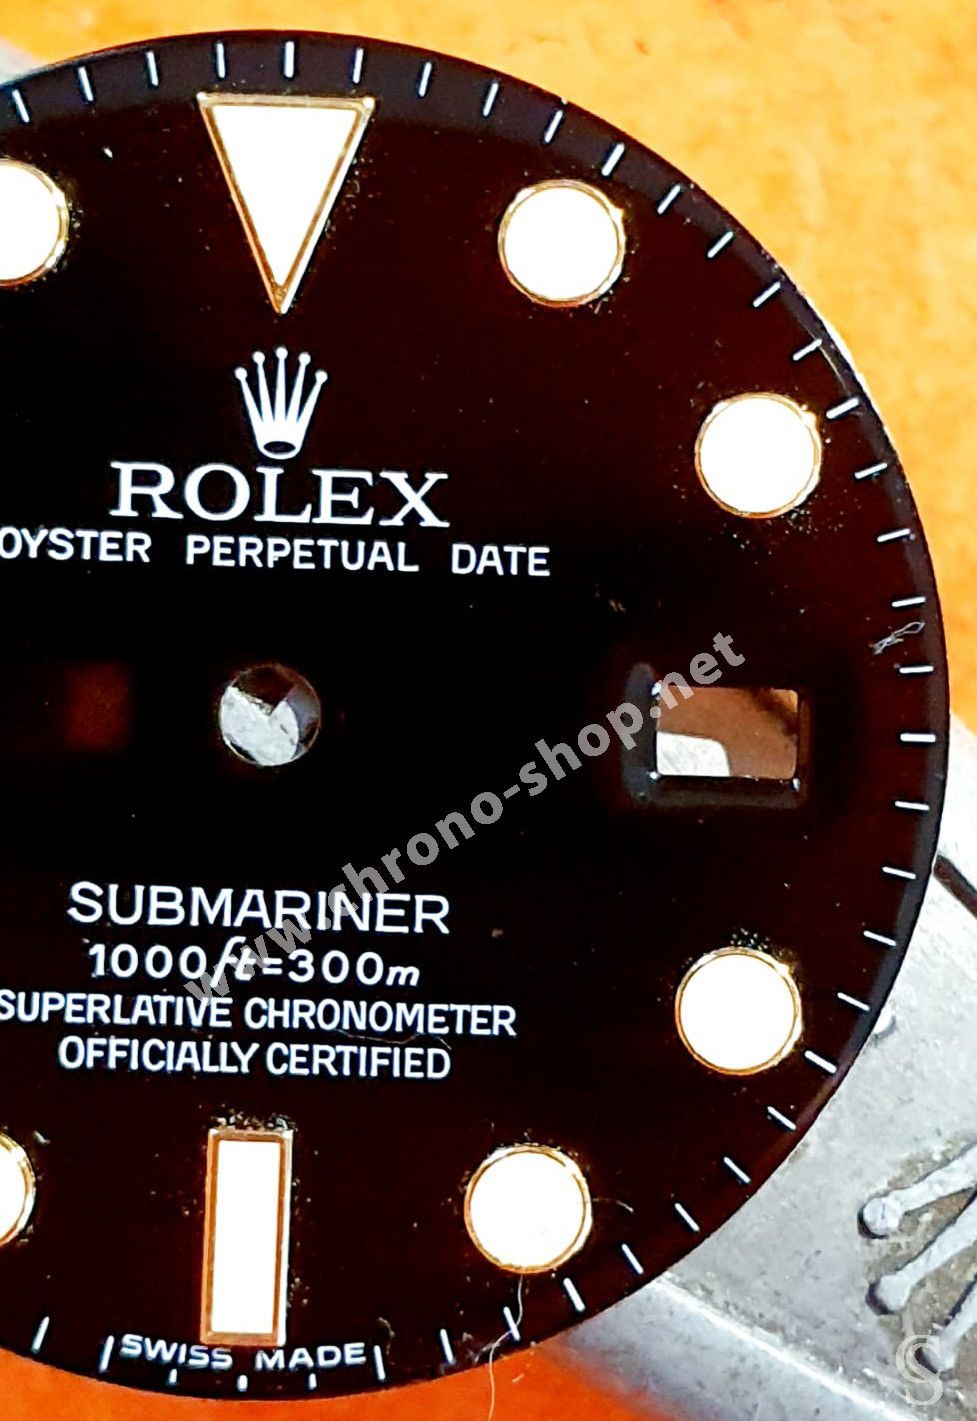 ROLEX
OYSTER PERPETUAL DATE
www.chrono-shop.net
SUBMARINER
1000ft=300m
SUPERLATIVE CHRONOMETER
OFFICIALLY CERTIFIED
SWISS MADE